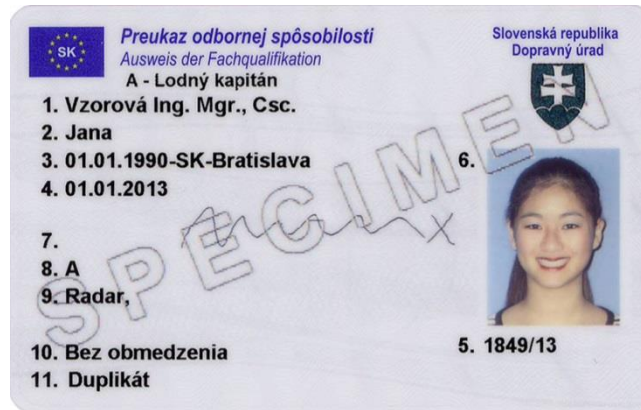 SK
Preukaz odbornej spôsobilosti
Ausweis der Fachqualifikation
A - Lodný kapitán
Slovenská republika
Dopravný úrad
1. Vzorová Ing. Mgr., Csc.
2. Jana
3. 01.01.1990-SK-Bratislava
4. 01.01.2013
6.
7.
8. A
9. Radar,
10. Bez obmedzenia
5. 1849/13
11. Duplikát
SPECIMEN